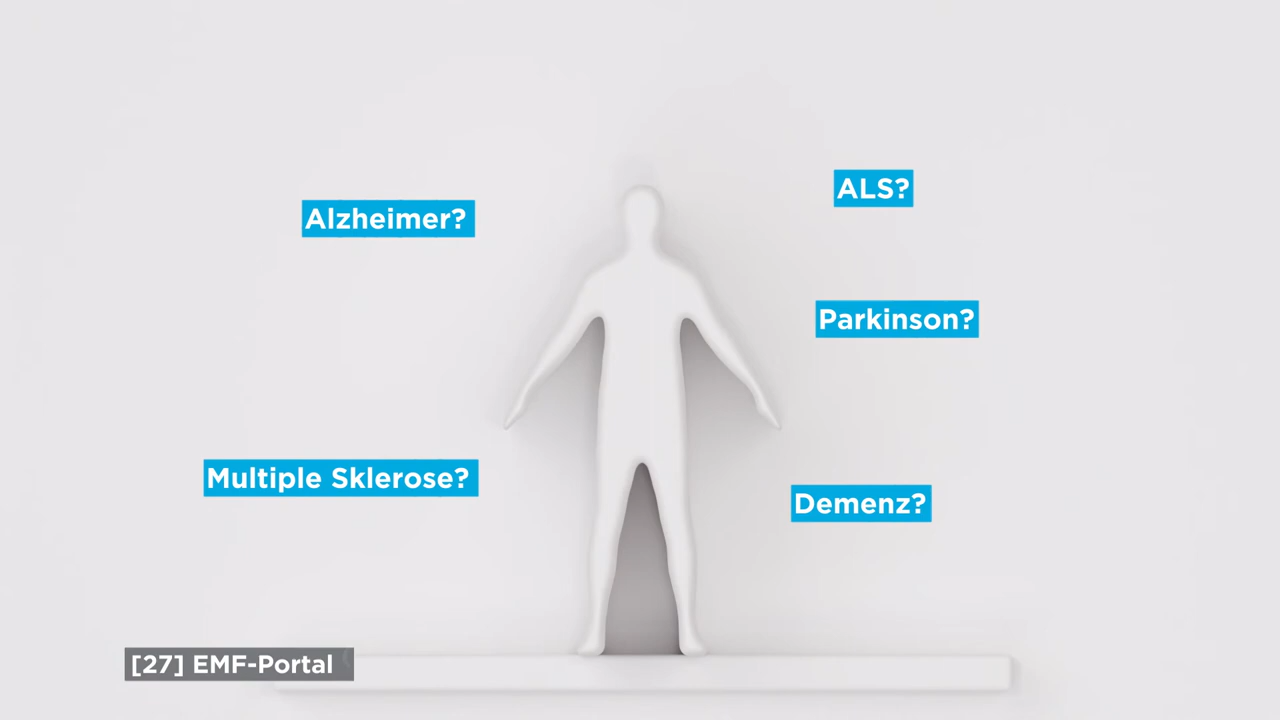 ALS?
Alzheimer?
Parkinson?
Multiple Sklerose?
Demenz?
[27] EMF-Portal